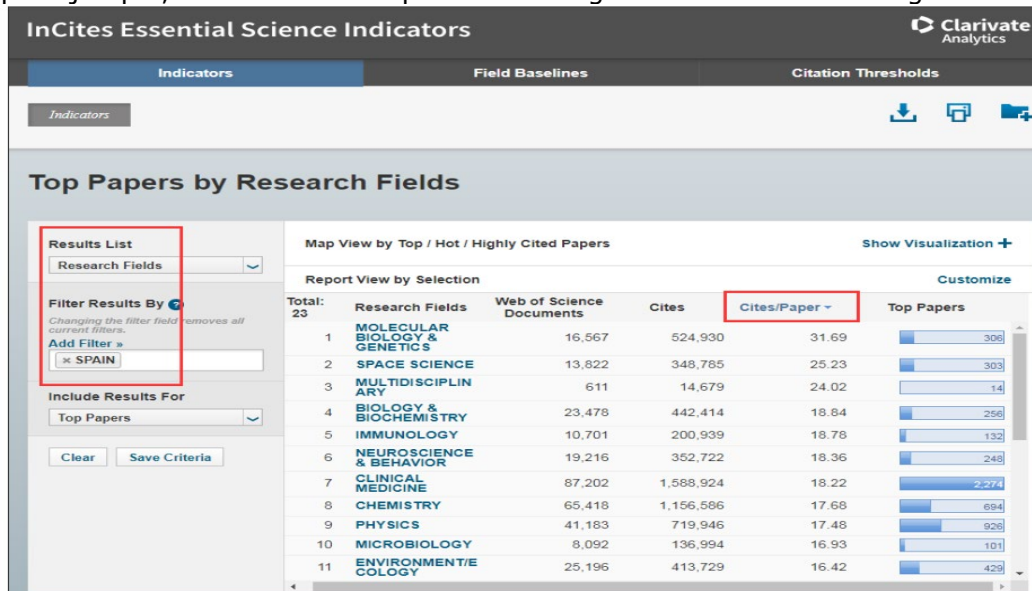 InCites Essential Science Indicators
Clarivate
Analytics
Indicators
Field Baselines
Citation Thresholds
Indicators
Top Papers by Research Fields
Results List
Research Fields
Filter Results By ?
Changing the filter field removes all
current filters.
Add Filter »
× SPAIN
Include Results For
Top Papers
Clear Save Criteria
Map View by Top / Hot / Highly Cited Papers
Show Visualization +
Report View by Selection
Customize
Total:
23
Research Fields
Web of Science
Documents
Cites
Cites/Paper
Top Papers
1 MOLECULAR
BIOLOGY &
GENETICS
16,567 524,930 31.69 306
2 SPACE SCIENCE 13,822 348,785 25.23 303
3 MULTIDISCIPLIN
ARY
611 14,679 24.02 14
4 BIOLOGY &
BIOCHEMISTRY
23,478 442,414 18.84 256
5 IMMUNOLOGY 10,701 200,939 18.78 132
6 NEUROSCIENCE
& BEHAVIOR
19,216 352,722 18.36 248
7 CLINICAL
MEDICINE
87,202 1,588,924 18.22 2,274
8 CHEMISTRY 65,418 1,156,586 17.68 694
9 PHYSICS 41,183 719,946 17.48 926
10 MICROBIOLOGY 8,092 136,994 16.93 101
11 ENVIRONMENT/E
COLOGY
25,196 413,729 16.42 429